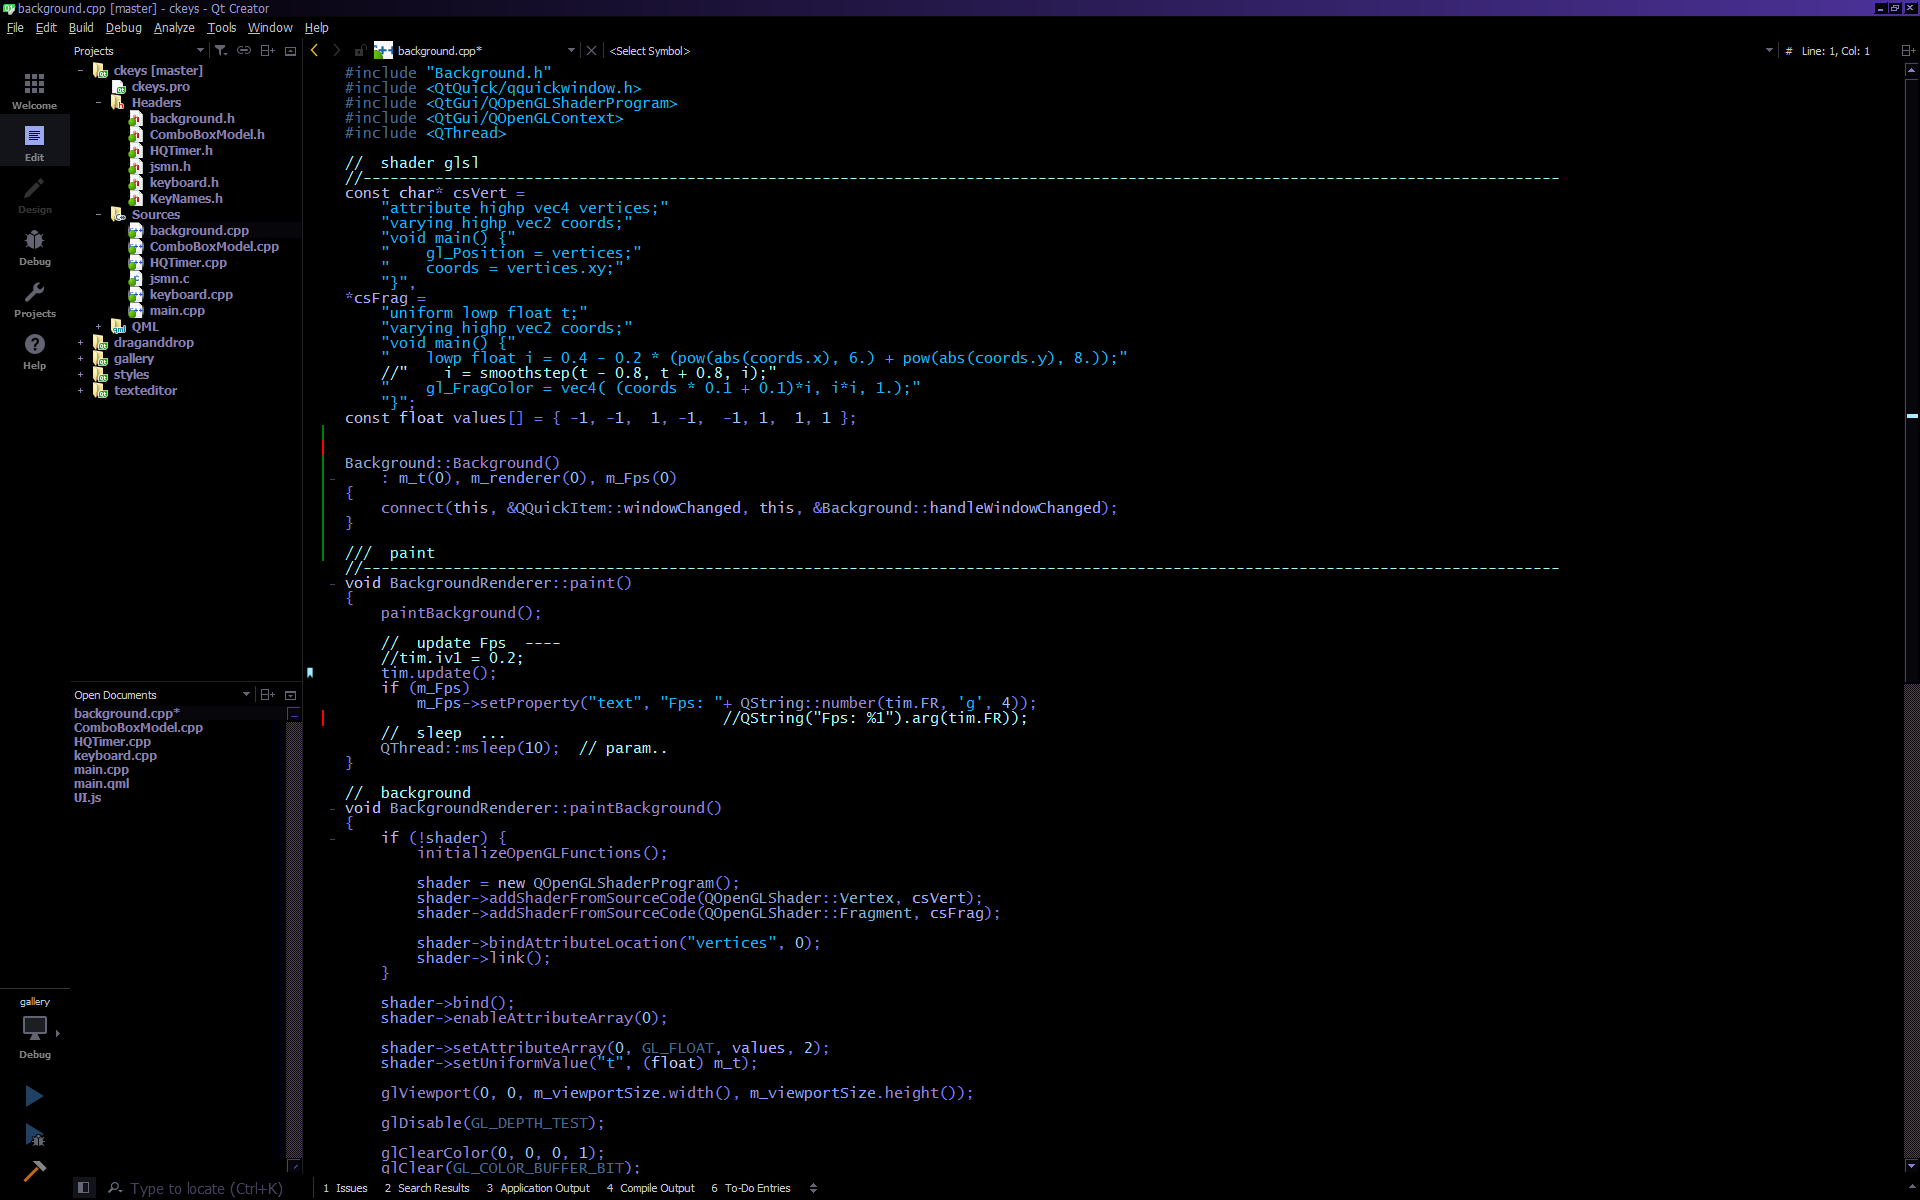 background.cpp [master] - ckeys - Qt Creator
File Edit Build Debug Analyze Tools Window Help
Projects
ckeys [master]
ckeys.pro
Headers
background.h
ComboBoxModel.h
HQTimer.h
jsmn.h
keyboard.h
KeyNames.h
Sources
background.cpp
ComboBoxModel.cpp
HQTimer.cpp
jsmn.c
keyboard.cpp
main.cpp
QML
draganddrop
gallery
styles
texteditor
Welcome
Edit
Design
Debug
Projects
Help
Open Documents
background.cpp*
ComboBoxModel.cpp
HQTimer.cpp
keyboard.cpp
main.cpp
main.qml
UI.js
gallery
Debug
background.cpp* <Select Symbol> # Line: 1, Col: 1
#include "Background.h"
#include <QtQuick/qquickwindow.h>
#include <QtGui/QOpenGLShaderProgram>
#include <QtGui/QOpenGLContext>
#include <QThread>
//  shader glsl
//-------------------------------------------------------------------------------------------------------------------------------------
const char* csVert =
    "attribute highp vec4 vertices;"
    "varying highp vec2 coords;"
    "void main() {"
    "    gl_Position = vertices;"
    "    coords = vertices.xy;"
    "}",
*csFrag =
    "uniform lowp float t;"
    "varying highp vec2 coords;"
    "void main() {"
    "    lowp float i = 0.4 - 0.2 * (pow(abs(coords.x), 6.) + pow(abs(coords.y), 8.));"
    //"    i = smoothstep(t - 0.8, t + 0.8, i);"
    "    gl_FragColor = vec4( (coords * 0.1 + 0.1)*i, i*i, 1.);"
    "}";
const float values[] = { -1, -1,  1, -1,  -1, 1,  1, 1 };
Background::Background()
    : m_t(0), m_renderer(0), m_Fps(0)
{
    connect(this, &QQuickItem::windowChanged, this, &Background::handleWindowChanged);
}
///  paint
//-------------------------------------------------------------------------------------------------------------------------------------
void BackgroundRenderer::paint()
{
    paintBackground();
    //  update Fps  ----
    //tim.iv1 = 0.2;
    tim.update();
    if (m_Fps)
        m_Fps->setProperty("text", "Fps: "+ QString::number(tim.FR, 'g', 4));
                                          //QString("Fps: %1").arg(tim.FR));
    //  sleep  ...
    QThread::msleep(10);  // param..
}
//  background
void BackgroundRenderer::paintBackground()
{
    if (!shader) {
        initializeOpenGLFunctions();
        shader = new QOpenGLShaderProgram();
        shader->addShaderFromSourceCode(QOpenGLShader::Vertex, csVert);
        shader->addShaderFromSourceCode(QOpenGLShader::Fragment, csFrag);
        shader->bindAttributeLocation("vertices", 0);
        shader->link();
    }
    shader->bind();
    shader->enableAttributeArray(0);
    shader->setAttributeArray(0, GL_FLOAT, values, 2);
    shader->setUniformValue("t", (float) m_t);
    glViewport(0, 0, m_viewportSize.width(), m_viewportSize.height());
    glDisable(GL_DEPTH_TEST);
    glClearColor(0, 0, 0, 1);
    glClear(GL_COLOR_BUFFER_BIT);
Type to locate (Ctrl+K) 1 Issues 2 Search Results 3 Application Output 4 Compile Output 6 To-Do Entries